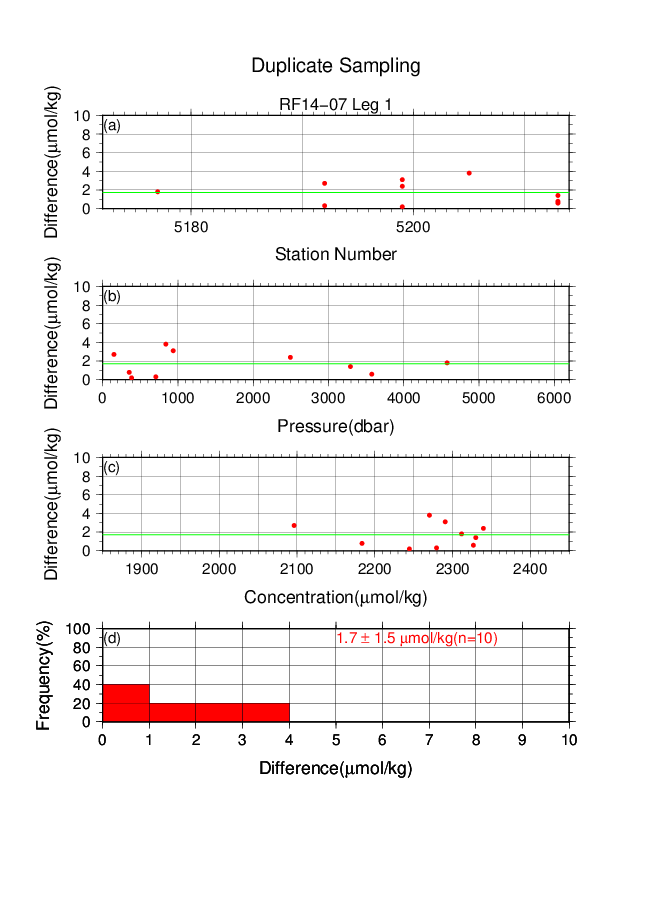 Duplicate Sampling
RF14−07 Leg 1
(a)
Difference(μmol/kg)
10
8
6
4
2
0
5180 5200
Station Number
(b)
Difference(μmol/kg)
10
8
6
4
2
0
0 1000 2000 3000 4000 5000 6000
Pressure(dbar)
(c)
Difference(μmol/kg)
10
8
6
4
2
0
1900 2000 2100 2200 2300 2400
Concentration(μmol/kg)
(d)
1.7 ± 1.5 μmol/kg(n=10)
Frequency(%)
100
80
60
40
20
0
0 1 2 3 4 5 6 7 8 9 10
Difference(μmol/kg)